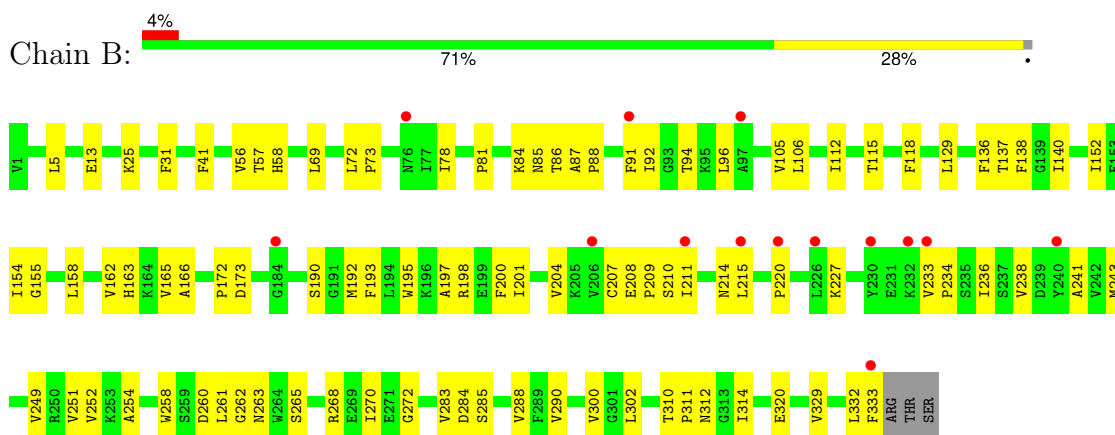 4%
Chain B:
71% 28% •
V1 L5 E13 K25 F31 F41 V56 T57 H58 L69 L72 P73 N76 I77 I78 P81 K84 N85 T86 A87 P88 F91 I92 G93 T94 K95 L96 A97 V105 L106 I112 T115 F118 L129 F136 T137 F138 G139 I140 I152 E153
I154 G155 L158 V162 H163 K164 V165 A166 P172 D173 G184 S190 G191 M192 F193 L194 W195 K196 A197 R198 E199 F200 I201 V204 K205 V206 C207 E208 P209 S210 I211 N214 L215 P220 L226 K227 Y230 E231 K232 V233 P234 S235 I236 S237 V238 D239 Y240 A241 V242 M243
V249 R250 V251 V252 K253 A254 W258 S259 D260 L261 G262 N263 W264 S265 R268 E269 I270 E271 G272 V283 D284 S285 V288 F289 V290 V300 G301 L302 T310 P311 N312 G313 I314 E320 V329 L332 F333 ARG THR SER